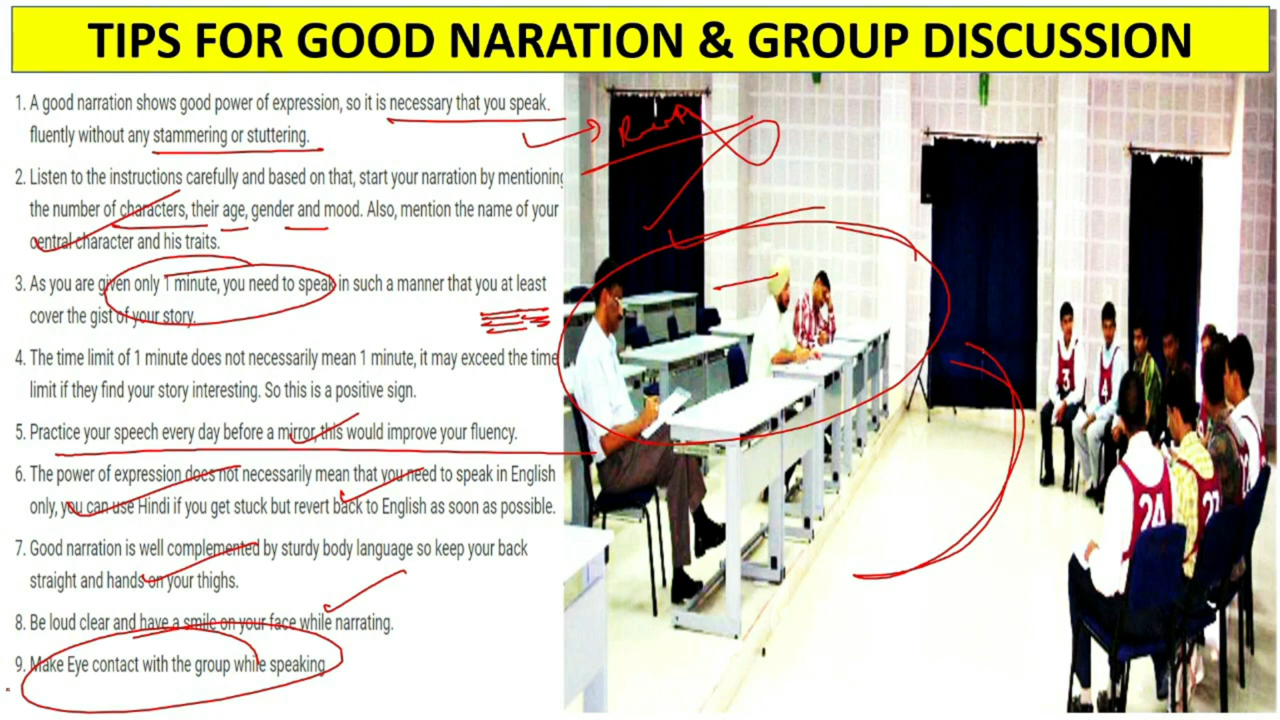 TIPS FOR GOOD NARATION & GROUP DISCUSSION
1. A good narration shows good power of expression, so it is necessary that you speak.
fluently without any stammering or stuttering.
2. Listen to the instructions carefully and based on that, start your narration by mentioning
the number of characters, their age, gender and mood. Also, mention the name of your
central character and his traits.
3. As you are given only 1 minute, you need to speak in such a manner that you at least
cover the gist of your story.
4. The time limit of 1 minute does not necessarily mean 1 minute, it may exceed the time
limit if they find your story interesting. So this is a positive sign.
5. Practice your speech every day before a mirror, this would improve your fluency.
6. The power of expression does not necessarily mean that you need to speak in English
only, you can use Hindi if you get stuck but revert back to English as soon as possible.
7. Good narration is well complemented by sturdy body language so keep your back
straight and hands on your thighs.
8. Be loud clear and have a smile on your face while narrating.
9. Make Eye contact with the group while speaking
3
4
24